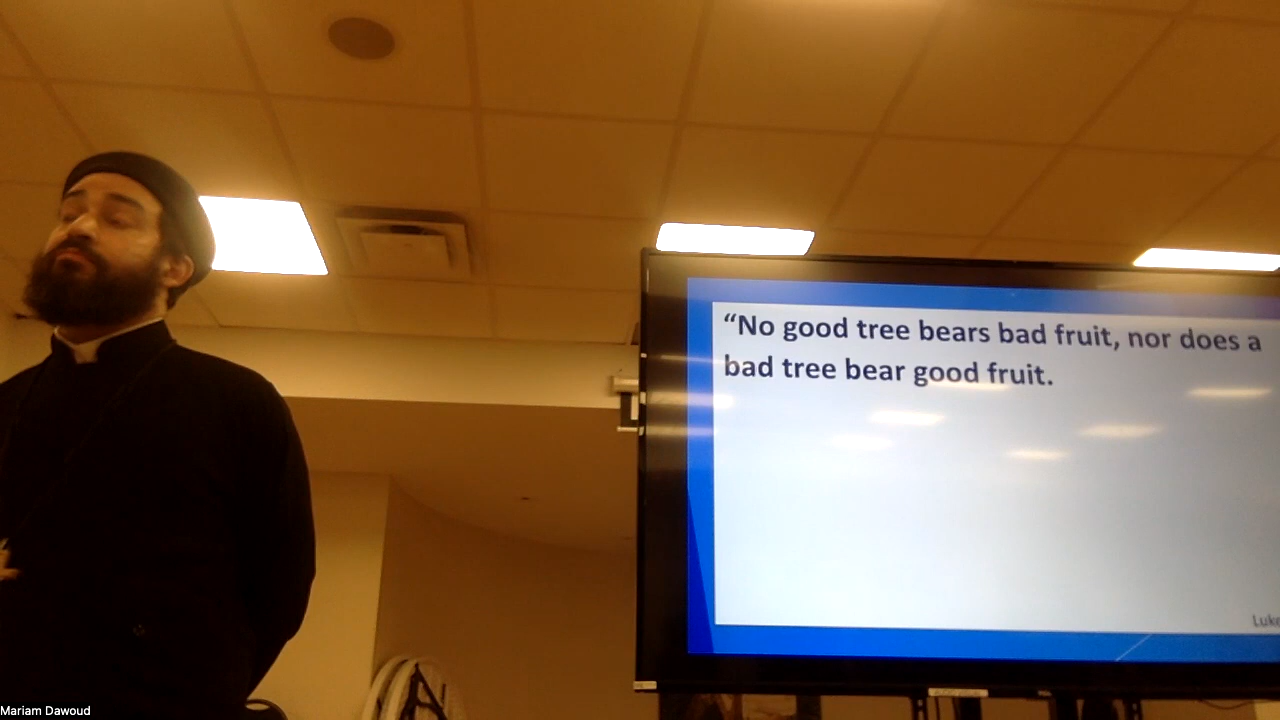 “No good tree bears bad fruit, nor does a
bad tree bear good fruit.
Luke
Mariam Dawoud